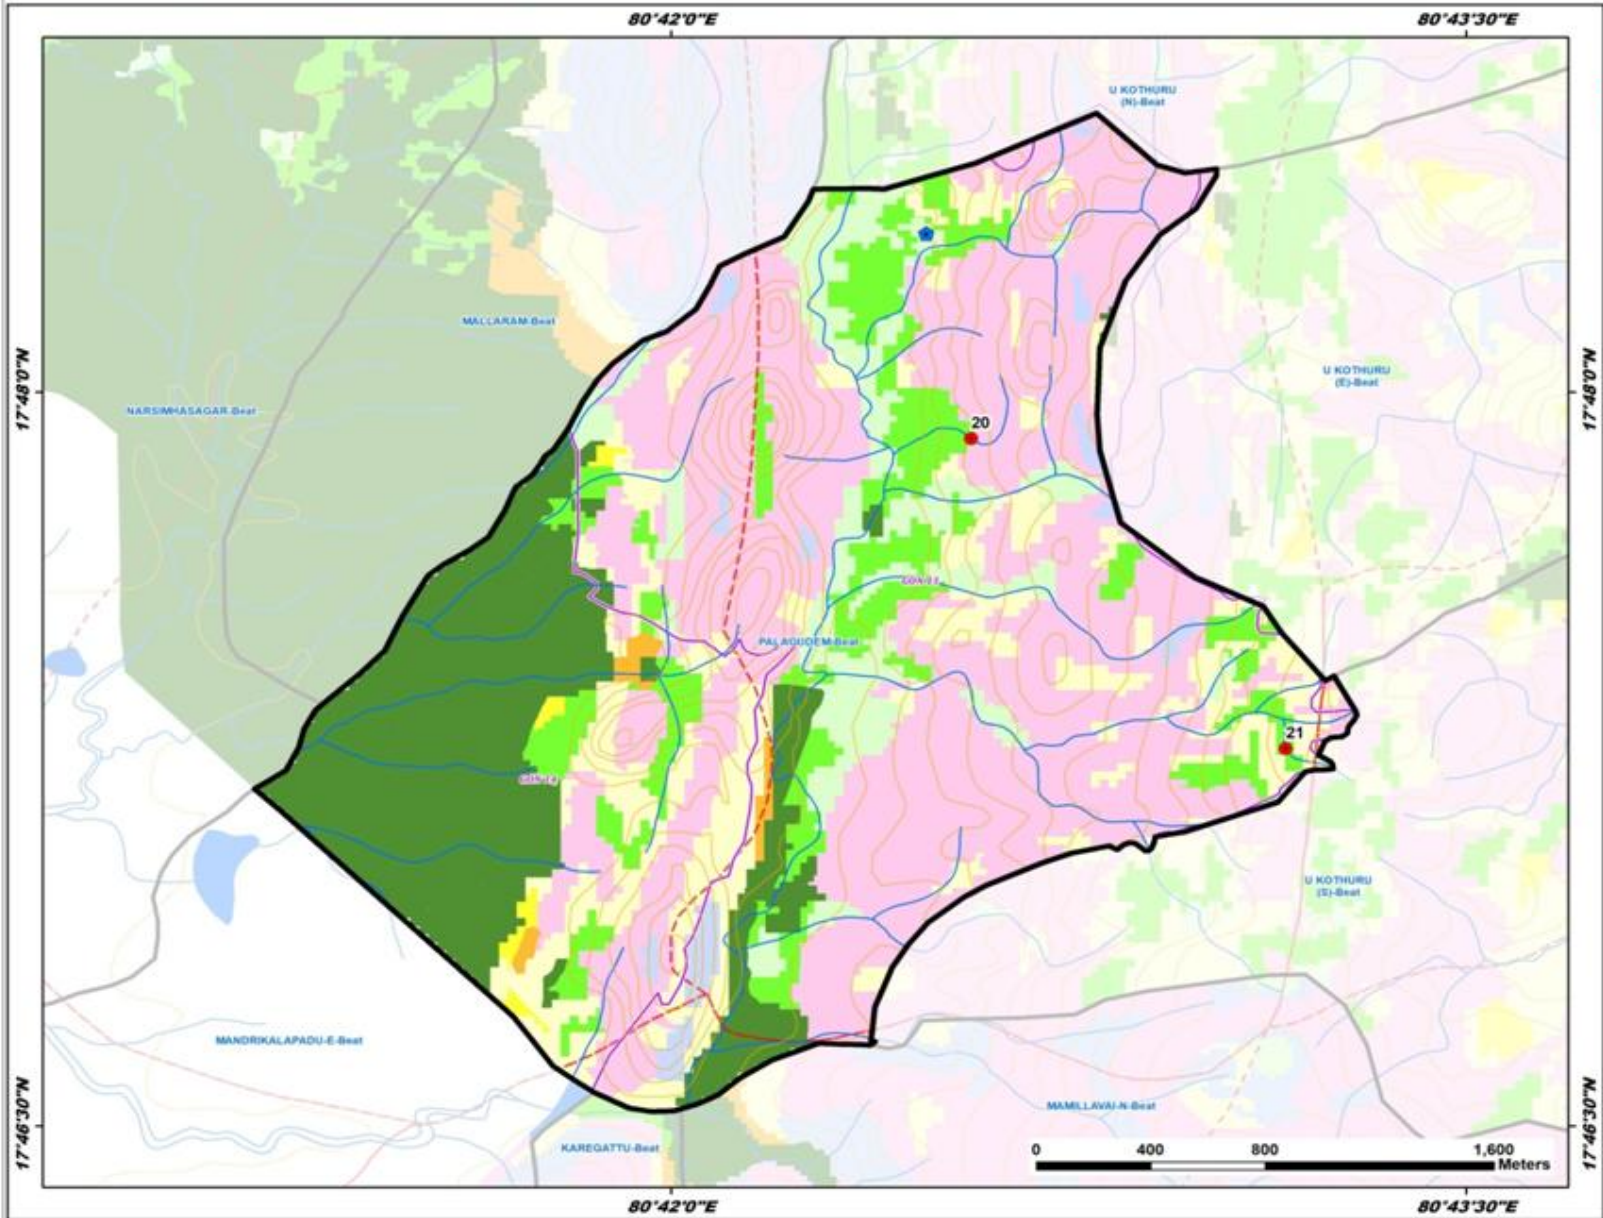 80°42'0"E
80°43'30"E
U KOTHURU
(N)-Beat
MALLARAM-Beat
17°48'0"N
17°48'0"N
U KOTHURU
(E)-Beat
NARSIMHASAGAR-Beat
20
PALAGUDEM-Beat
21
U KOTHURU
(S)-Beat
MANDRIKALAPADU-E-Beat
MAMILLAVAI-N-Beat
17°46'30"N
17°46'30"N
KAREGATTU-Beat
0 400 800 1,600
Meters
80°42'0"E
80°43'30"E